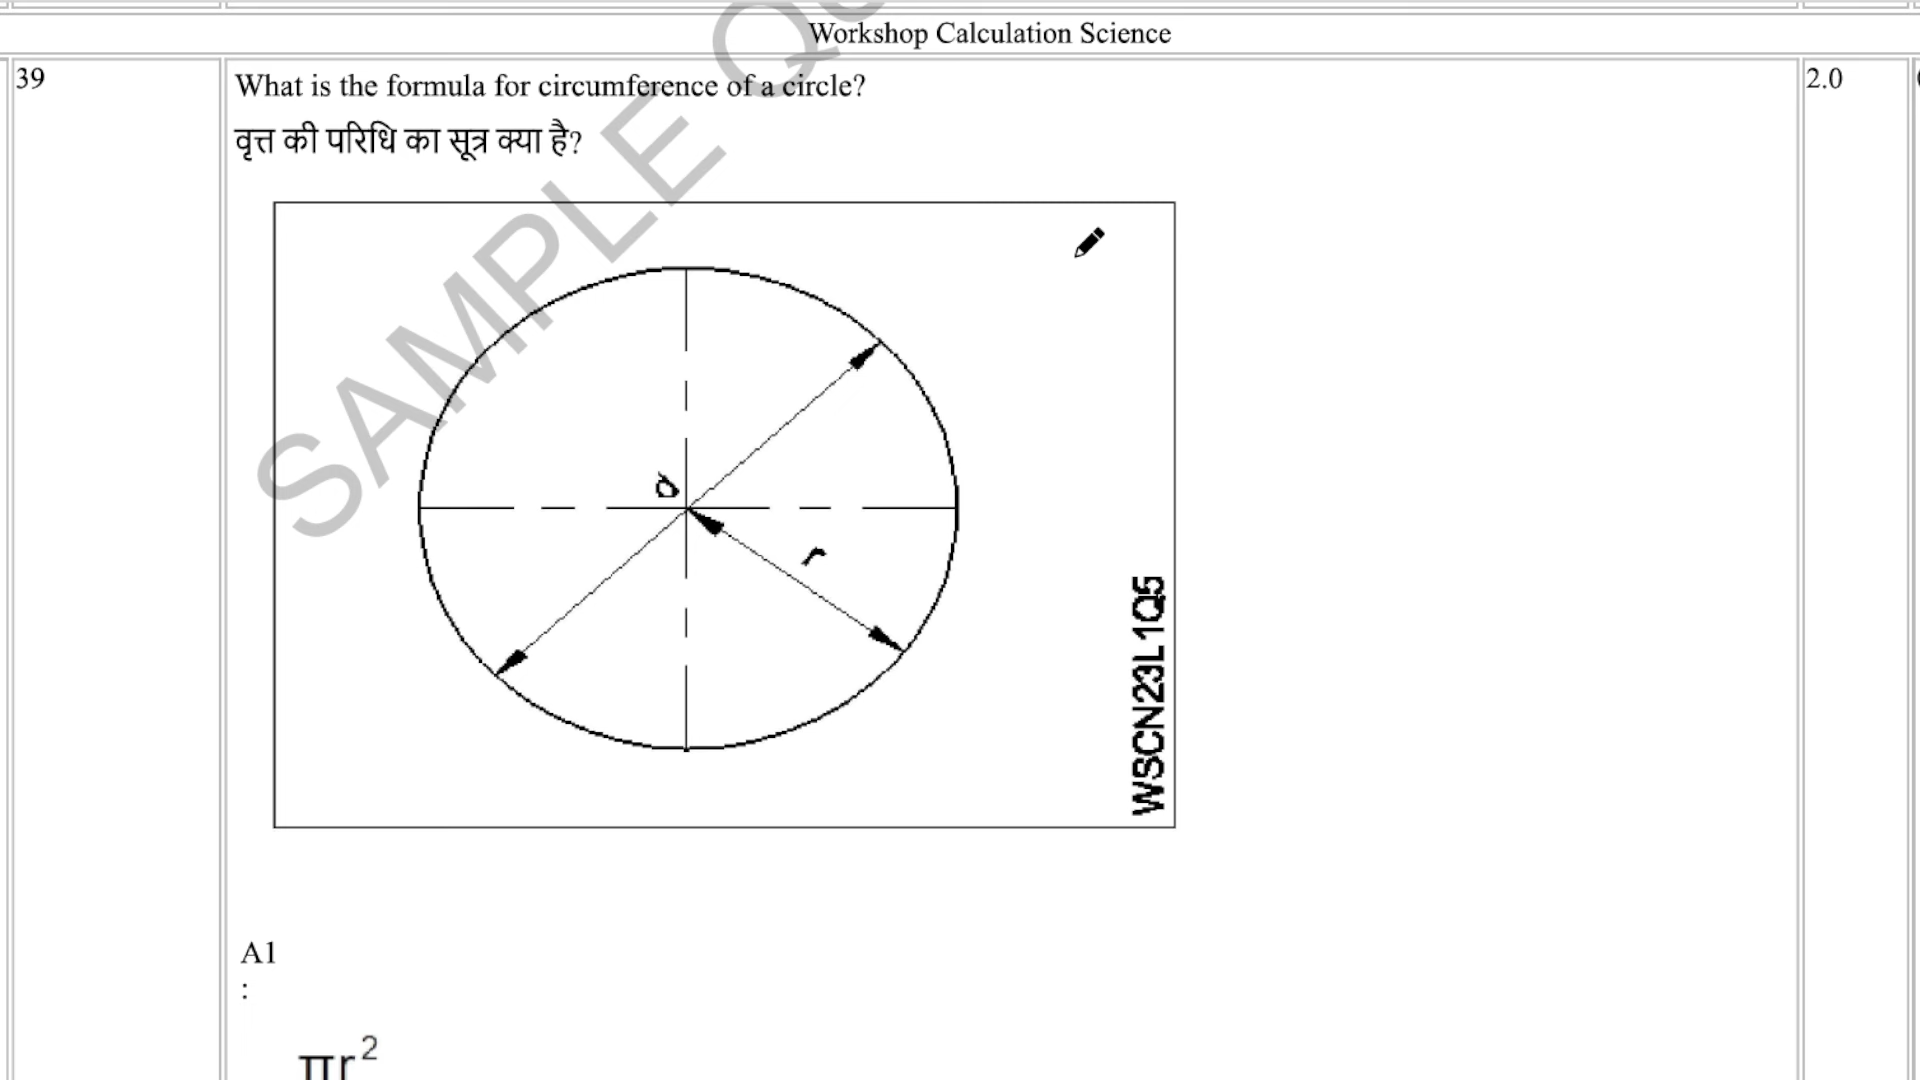 Workshop Calculation Science
39
What is the formula for circumference of a circle?
2.0
वृत्त की परिधि का सूत्र क्या है?
SAMPLE
d
r
WSCN23L1Q5
A1
:
πr²